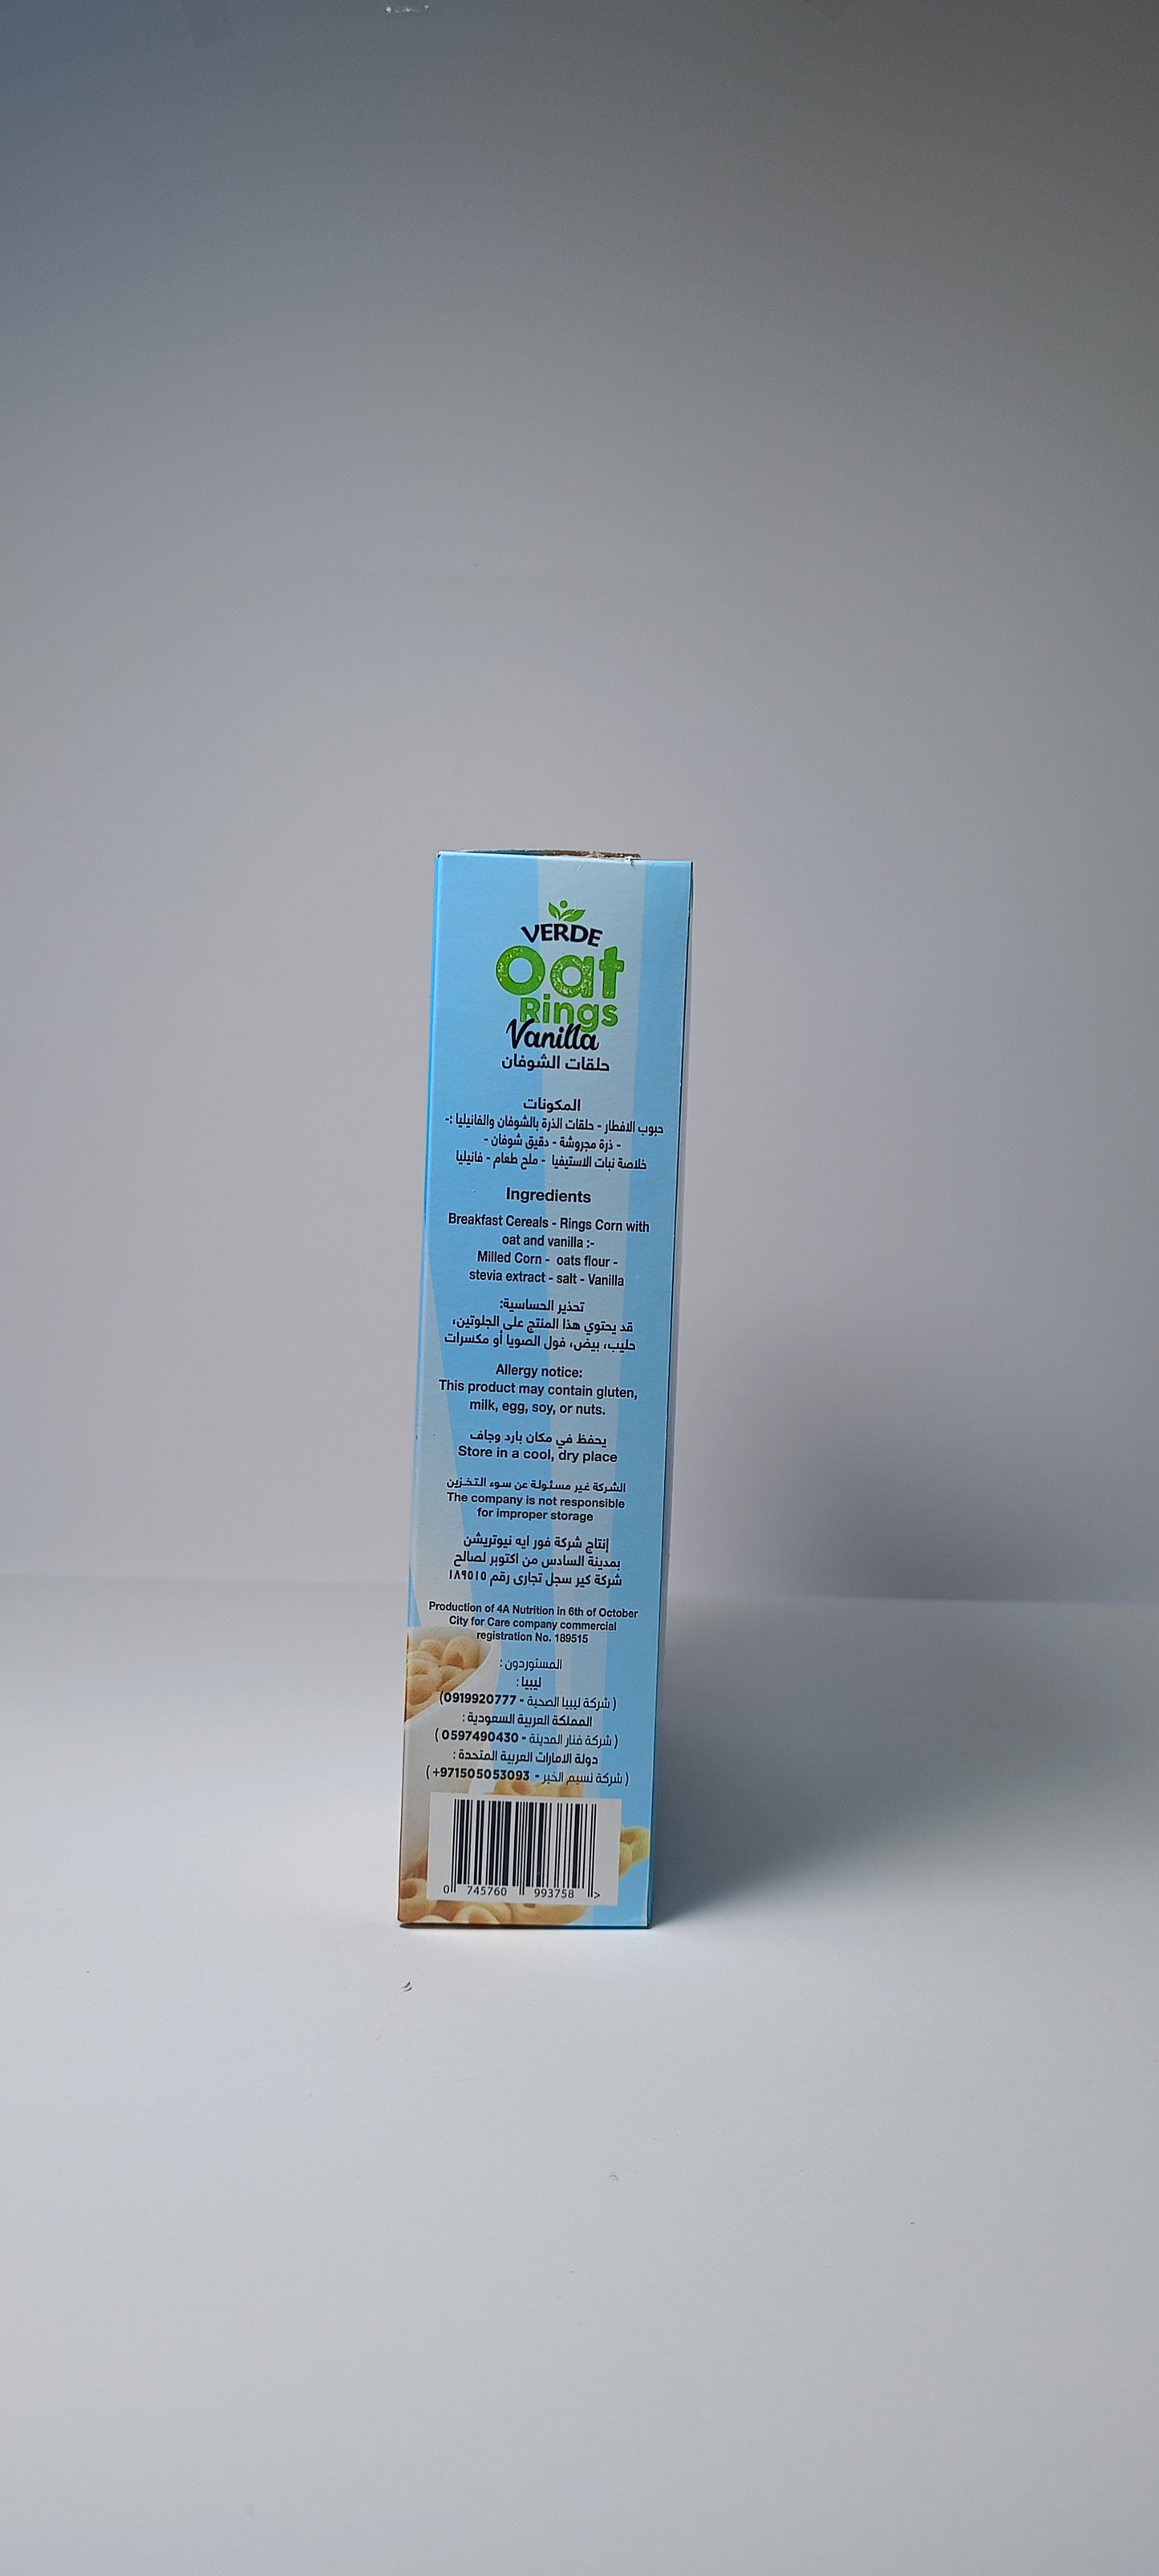 VERDE
Oat
Rings
Vanilla
حلقات الشوفان
المكونات
حبوب الافطار - حلقات الذرة بالشوفان والفانيليا :-
- ذرة مجروشة - دقيق شوفان -
خلاصة نبات الاستيفيا - ملح طعام - فانيليا
Ingredients
Breakfast Cereals - Rings Corn with
oat and vanilla :-
Milled Corn - oats flour -
stevia extract - salt - Vanilla
تحذير الحساسية:
قد يحتوي هذا المنتج على الجلوتين،
حليب، بيض، فول الصويا أو مكسرات
Allergy notice:
This product may contain gluten,
milk, egg, soy, or nuts.
يحفظ في مكان بارد وجاف
Store in a cool, dry place
الشركة غير مسئولة عن سوء التخزين
The company is not responsible
for improper storage
إنتاج شركة فور ايه نيوتريشن
بمدينة السادس من اكتوبر لصالح
شركة كير سجل تجارى رقم ١٨٩٥١٥
Production of 4A Nutrition in 6th of October
City for Care company commercial
registration No. 189515
المستوردون :
ليبيا :
( شركة ليبيا الصحية - 0919920777)
المملكة العربية السعودية :
( شركة فنار المدينة - 0597490430 )
دولة الامارات العربية المتحدة :
( شركة نسيم الخير - 971505053093+ )
0 745760 993758 >